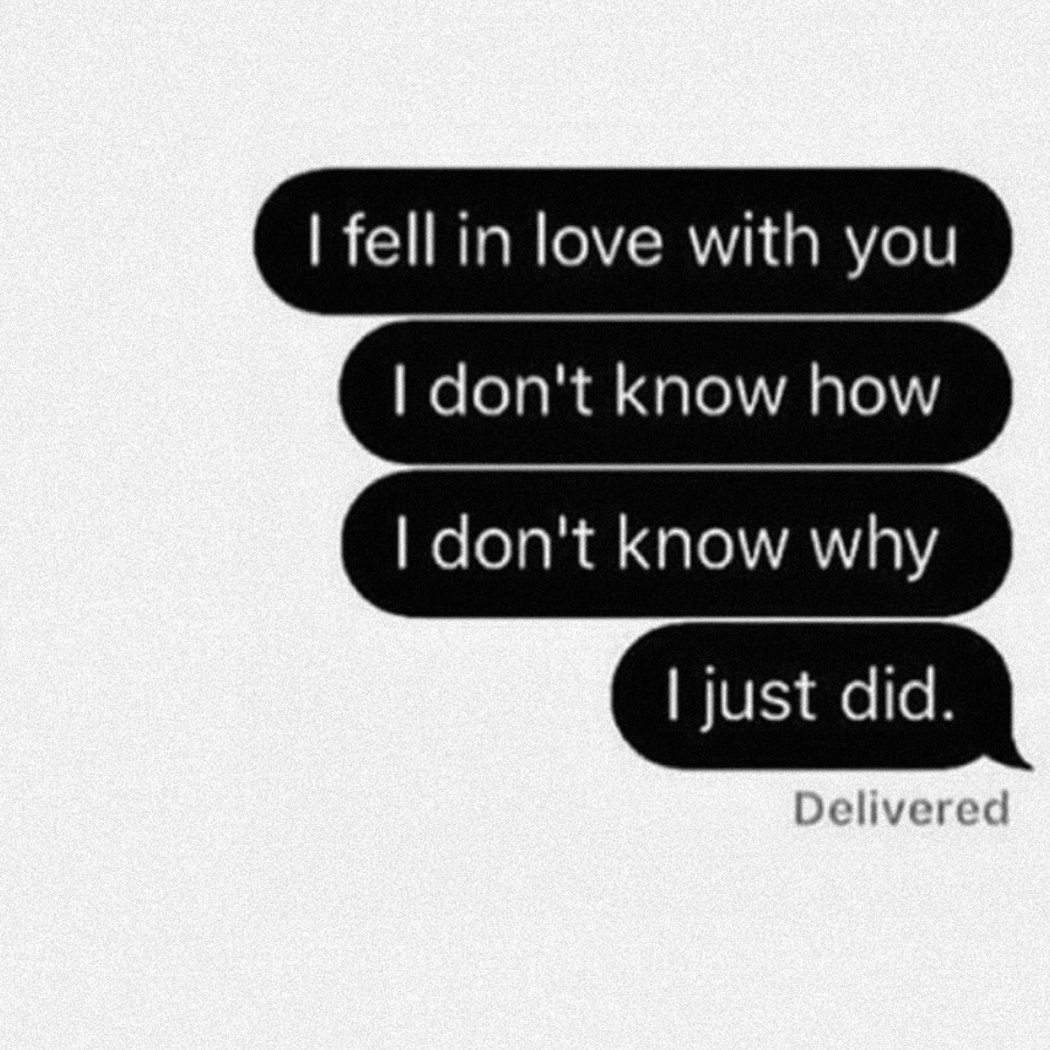 I fell in love with you
I don't know how
I don't know why
I just did.
Delivered